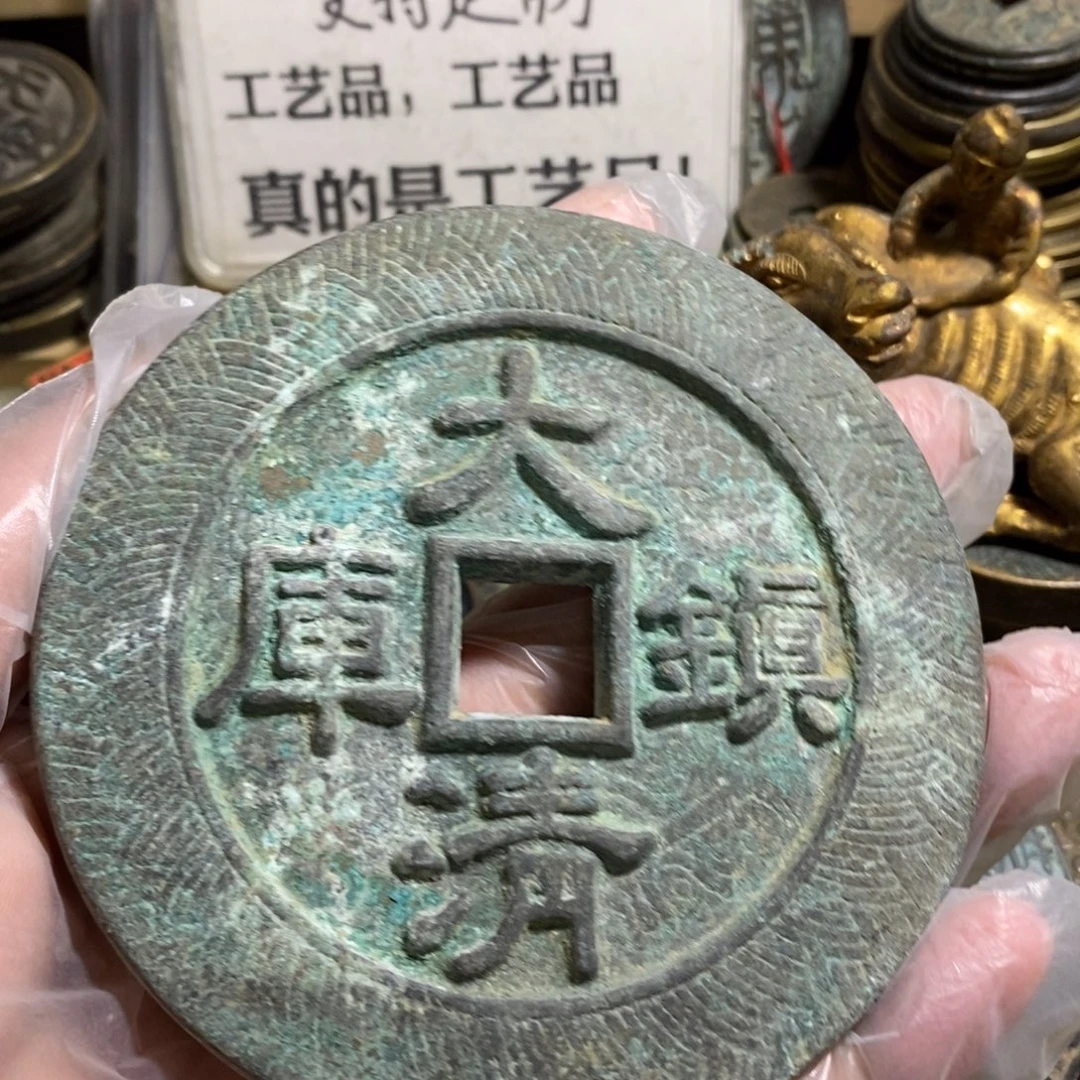 工艺品，工艺品
真的是工艺品！
大清
鎮庫